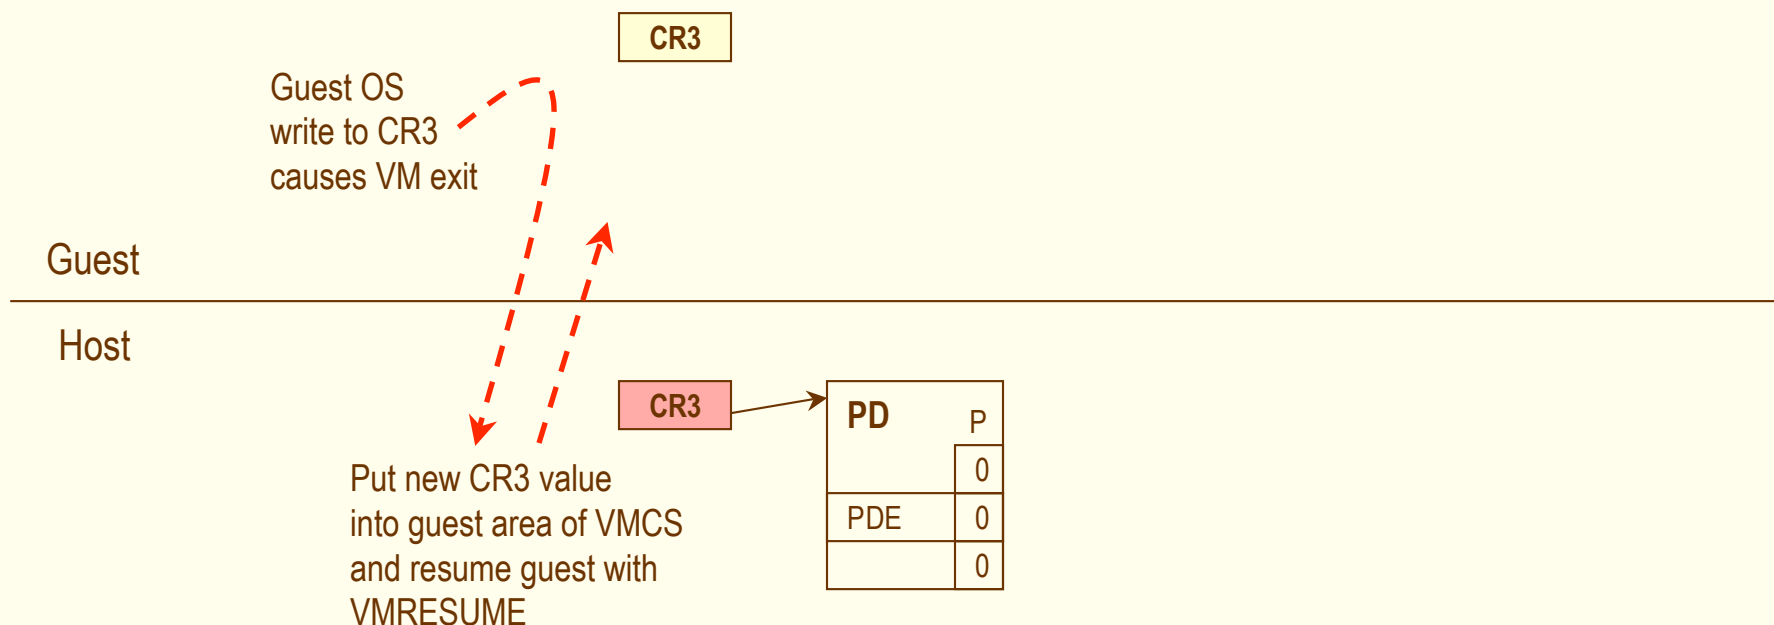 CR3
Guest OS
write to CR3
causes VM exit
Guest
Host
CR3
PD P
0
PDE 0
0
Put new CR3 value
into guest area of VMCS
and resume guest with
VMRESUME